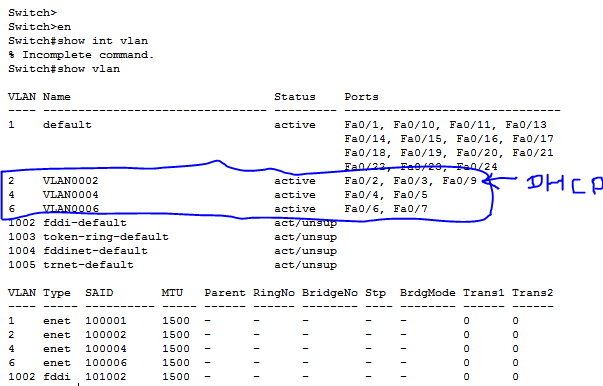 Switch>
Switch>en
Switch#show int vlan
% Incomplete command.
Switch#show vlan
VLAN Name Status Ports
---- -------------------------------- --------- -------------------------------
1 default active Fa0/1, Fa0/10, Fa0/11, Fa0/13
Fa0/14, Fa0/15, Fa0/16, Fa0/17
Fa0/18, Fa0/19, Fa0/20, Fa0/21
Fa0/22, Fa0/23, Fa0/24
2 VLAN0002 active Fa0/2, Fa0/3, Fa0/9 DHCP
4 VLAN0004 active Fa0/4, Fa0/5
6 VLAN0006 active Fa0/6, Fa0/7
1002 fddi-default act/unsup
1003 token-ring-default act/unsup
1004 fddinet-default act/unsup
1005 trnet-default act/unsup
VLAN Type SAID MTU Parent RingNo BridgeNo Stp BrdgMode Trans1 Trans2
---- ----- ---------- ----- ------ ------ -------- ---- -------- ------ ------
1 enet 100001 1500 - - - - - 0 0
2 enet 100002 1500 - - - - - 0 0
4 enet 100004 1500 - - - - - 0 0
6 enet 100006 1500 - - - - - 0 0
1002 fddi 101002 1500 - - - - - 0 0